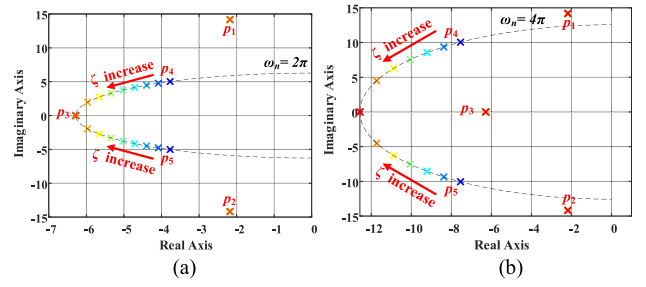 15
10
5
0
-5
-10
-15
Imaginary Axis
-7
-6
-5
-4
-3
-2
-1
0
Real Axis
p1
ωn= 2π
ζ increase
p4
p3
p5
ζ increase
p2
(a)
15
10
5
0
-5
-10
-15
Imaginary Axis
-12
-10
-8
-6
-4
-2
0
Real Axis
ωn= 4π
p1
ζ increase
p4
p3
p5
ζ increase
p2
(b)